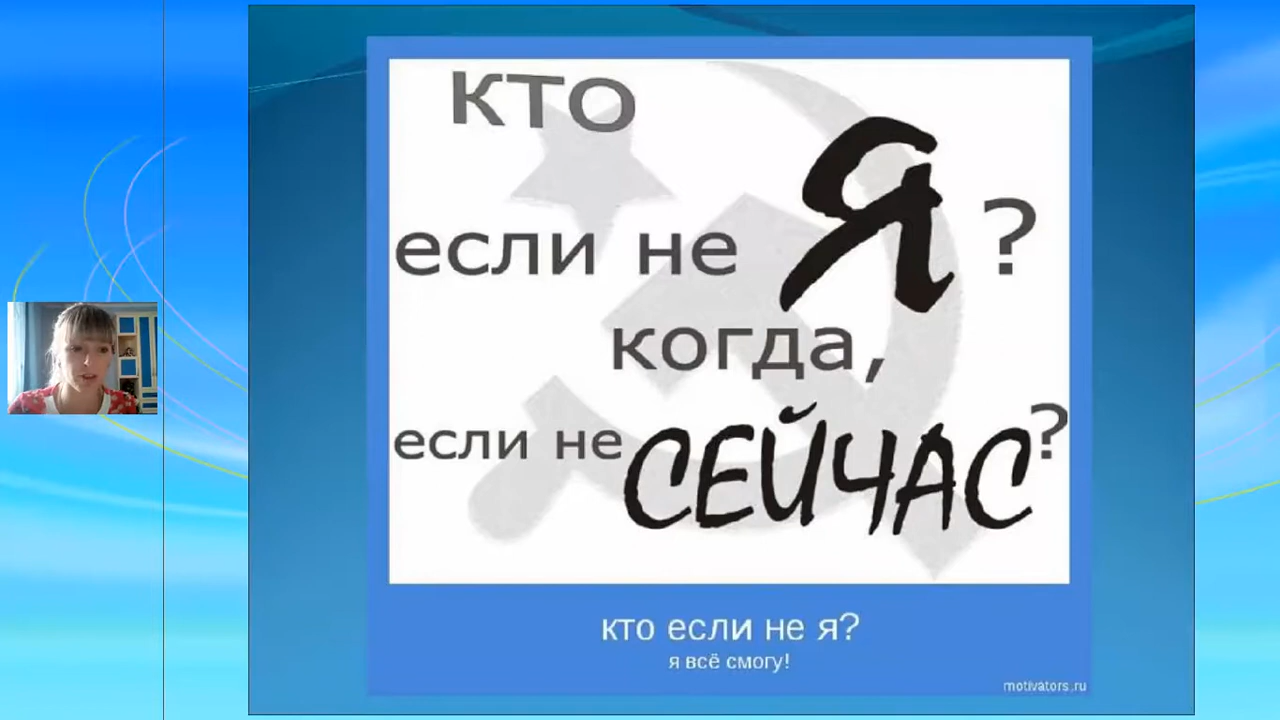 кто
если не Я?
когда,
если не СЕЙЧАС?
кто если не я?
я всё смогу!
motivators.ru